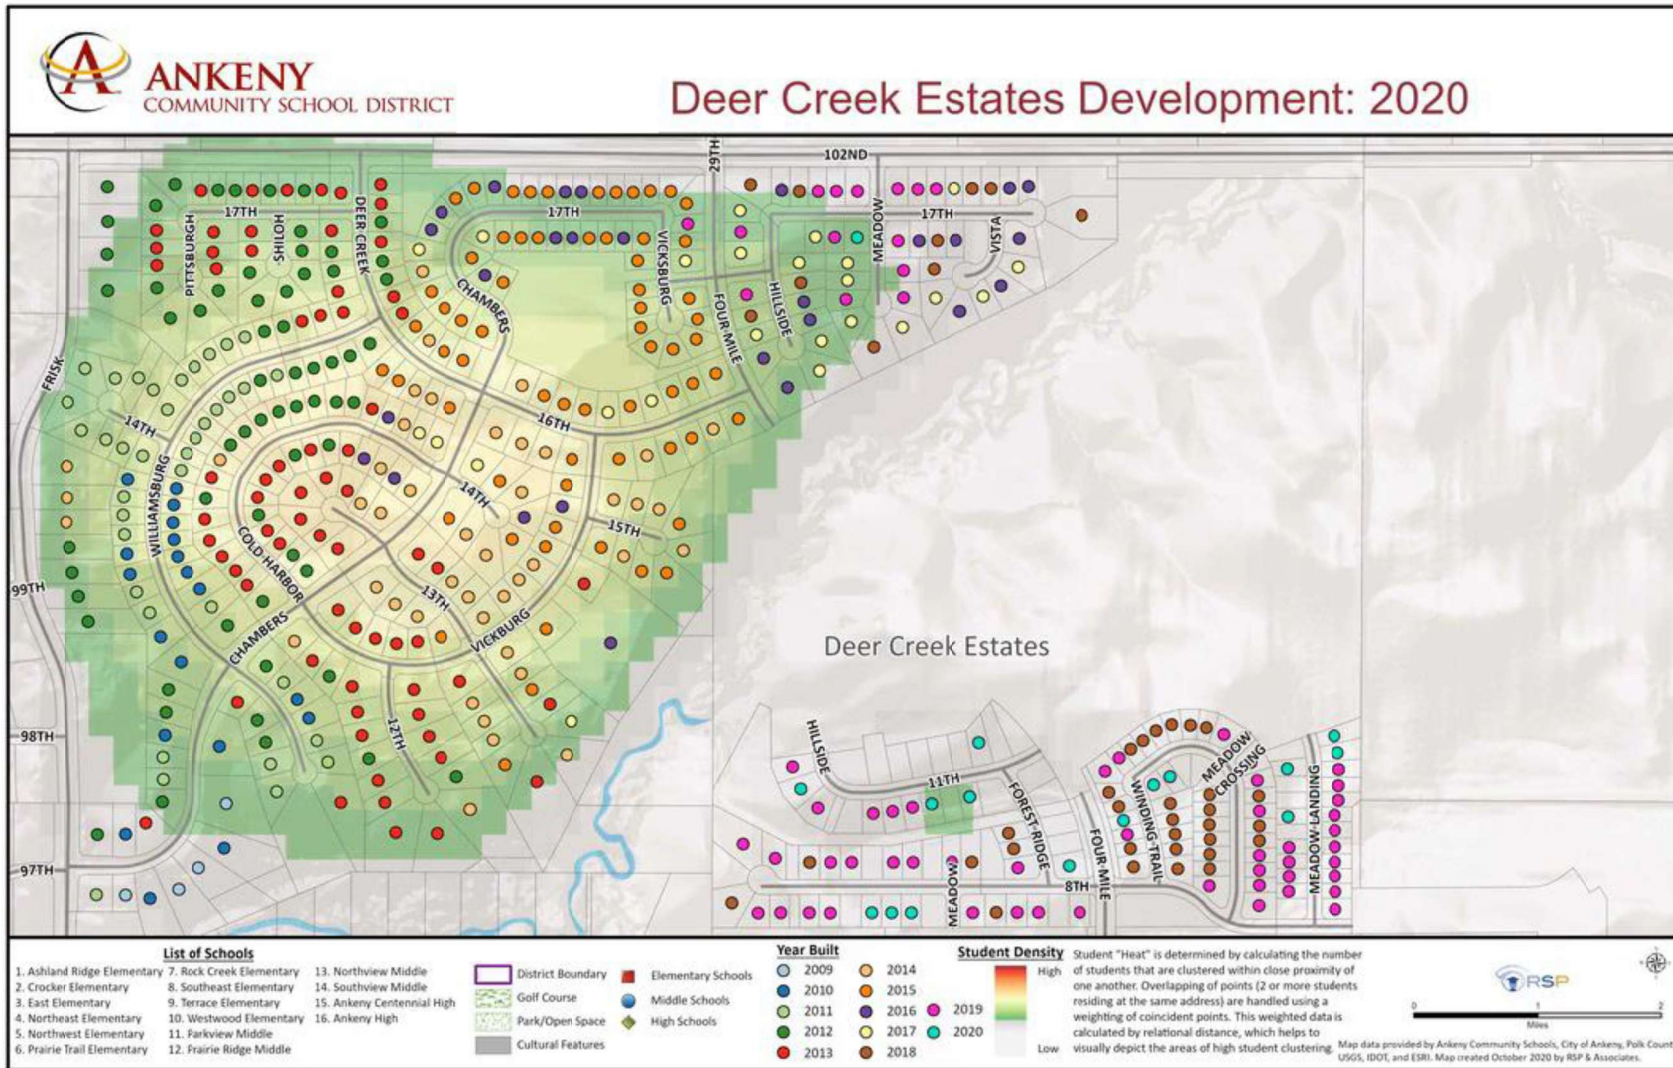 ANKENY
COMMUNITY SCHOOL DISTRICT
Deer Creek Estates Development: 2020
102ND
29TH
17TH
17TH
17TH
PITTSBURGH
SHILOH
DEER CREEK
VICKSBURG
MEADOW
VISTA
CHAMBERS
FOUR MILE
HILLSIDE
FRISK
14TH
16TH
WILLIAMSBURG
14TH
15TH
COLD HARBOR
99TH
13TH
CHAMBERS
VICKBURG
Deer Creek Estates
12TH
98TH
HILLSIDE
11TH
FOREST RIDGE
MEADOW CROSSING
WINDING TRAIL
MEADOW LANDING
FOUR MILE
97TH
8TH
MEADOW
List of Schools
1. Ashland Ridge Elementary
2. Crocker Elementary
3. East Elementary
4. Northeast Elementary
5. Northwest Elementary
6. Prairie Trail Elementary
7. Rock Creek Elementary
8. Southeast Elementary
9. Terrace Elementary
10. Westwood Elementary
11. Parkview Middle
12. Prairie Ridge Middle
13. Northview Middle
14. Southview Middle
15. Ankeny Centennial High
16. Ankeny High
District Boundary
Golf Course
Park/Open Space
Cultural Features
Elementary Schools
Middle Schools
High Schools
Year Built
2009
2010
2011
2012
2013
2014
2015
2016
2017
2018
2019
2020
Student Density
High
Low
Student "Heat" is determined by calculating the number
of students that are clustered within close proximity of
one another. Overlapping of points (2 or more students
residing at the same address) are handled using a
weighting of coincident points. This weighted data is
calculated by relational distance, which helps to
visually depict the areas of high student clustering.
RSP
0 1 2
Miles
Map data provided by Ankeny Community Schools, City of Ankeny, Polk Count
USGS, IDOT, and ESRI. Map created October 2020 by RSP & Associates.